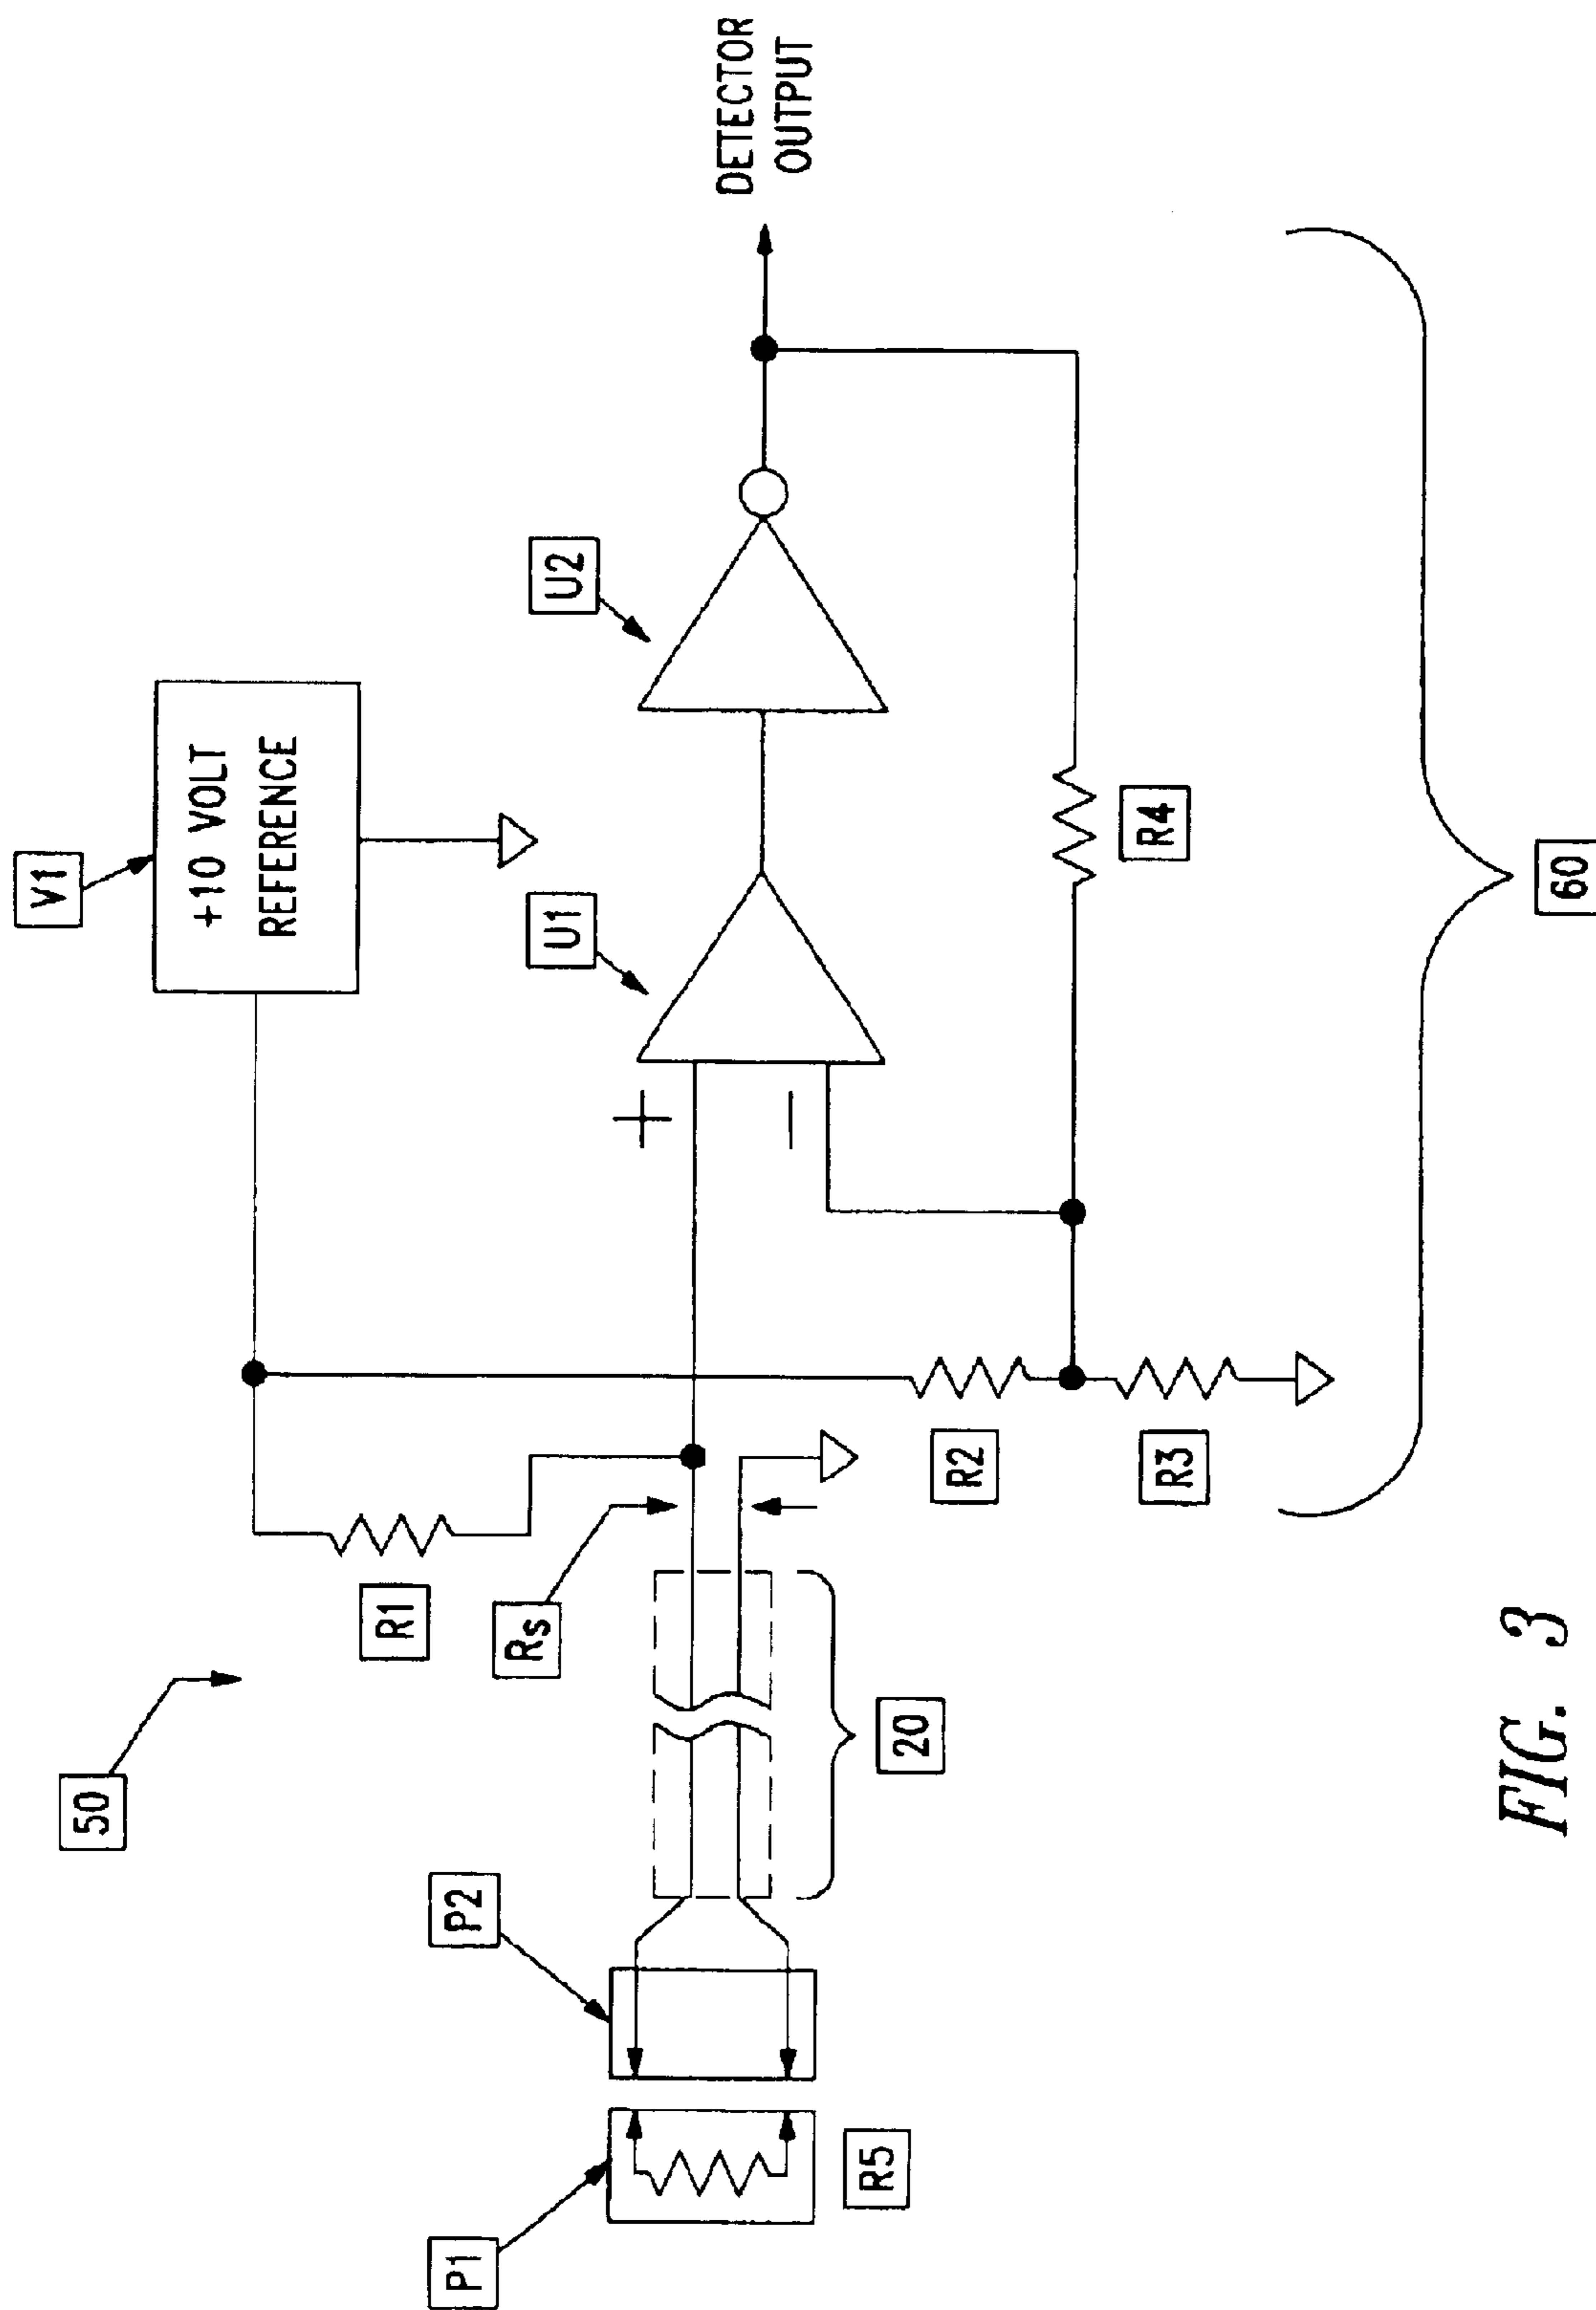 V1
+10 VOLT
REFERENCE
50
R1
Rs
P2
P1
U1
U2
+
−
DETECTOR
OUTPUT
R5
20
R2
R3
R4
60
FIG. 3